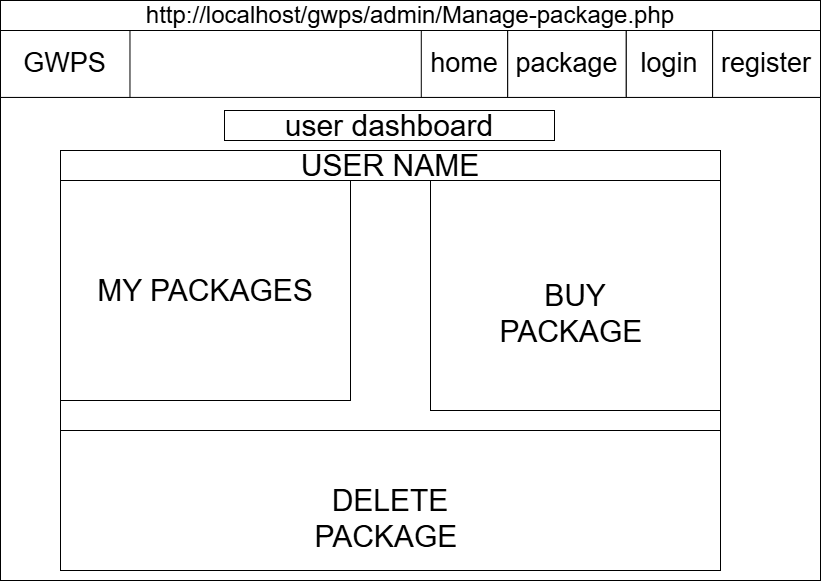 http://localhost/gwps/admin/Manage-package.php
GWPS home package login register
user dashboard
USER NAME
MY PACKAGES
BUY
PACKAGE
DELETE
PACKAGE